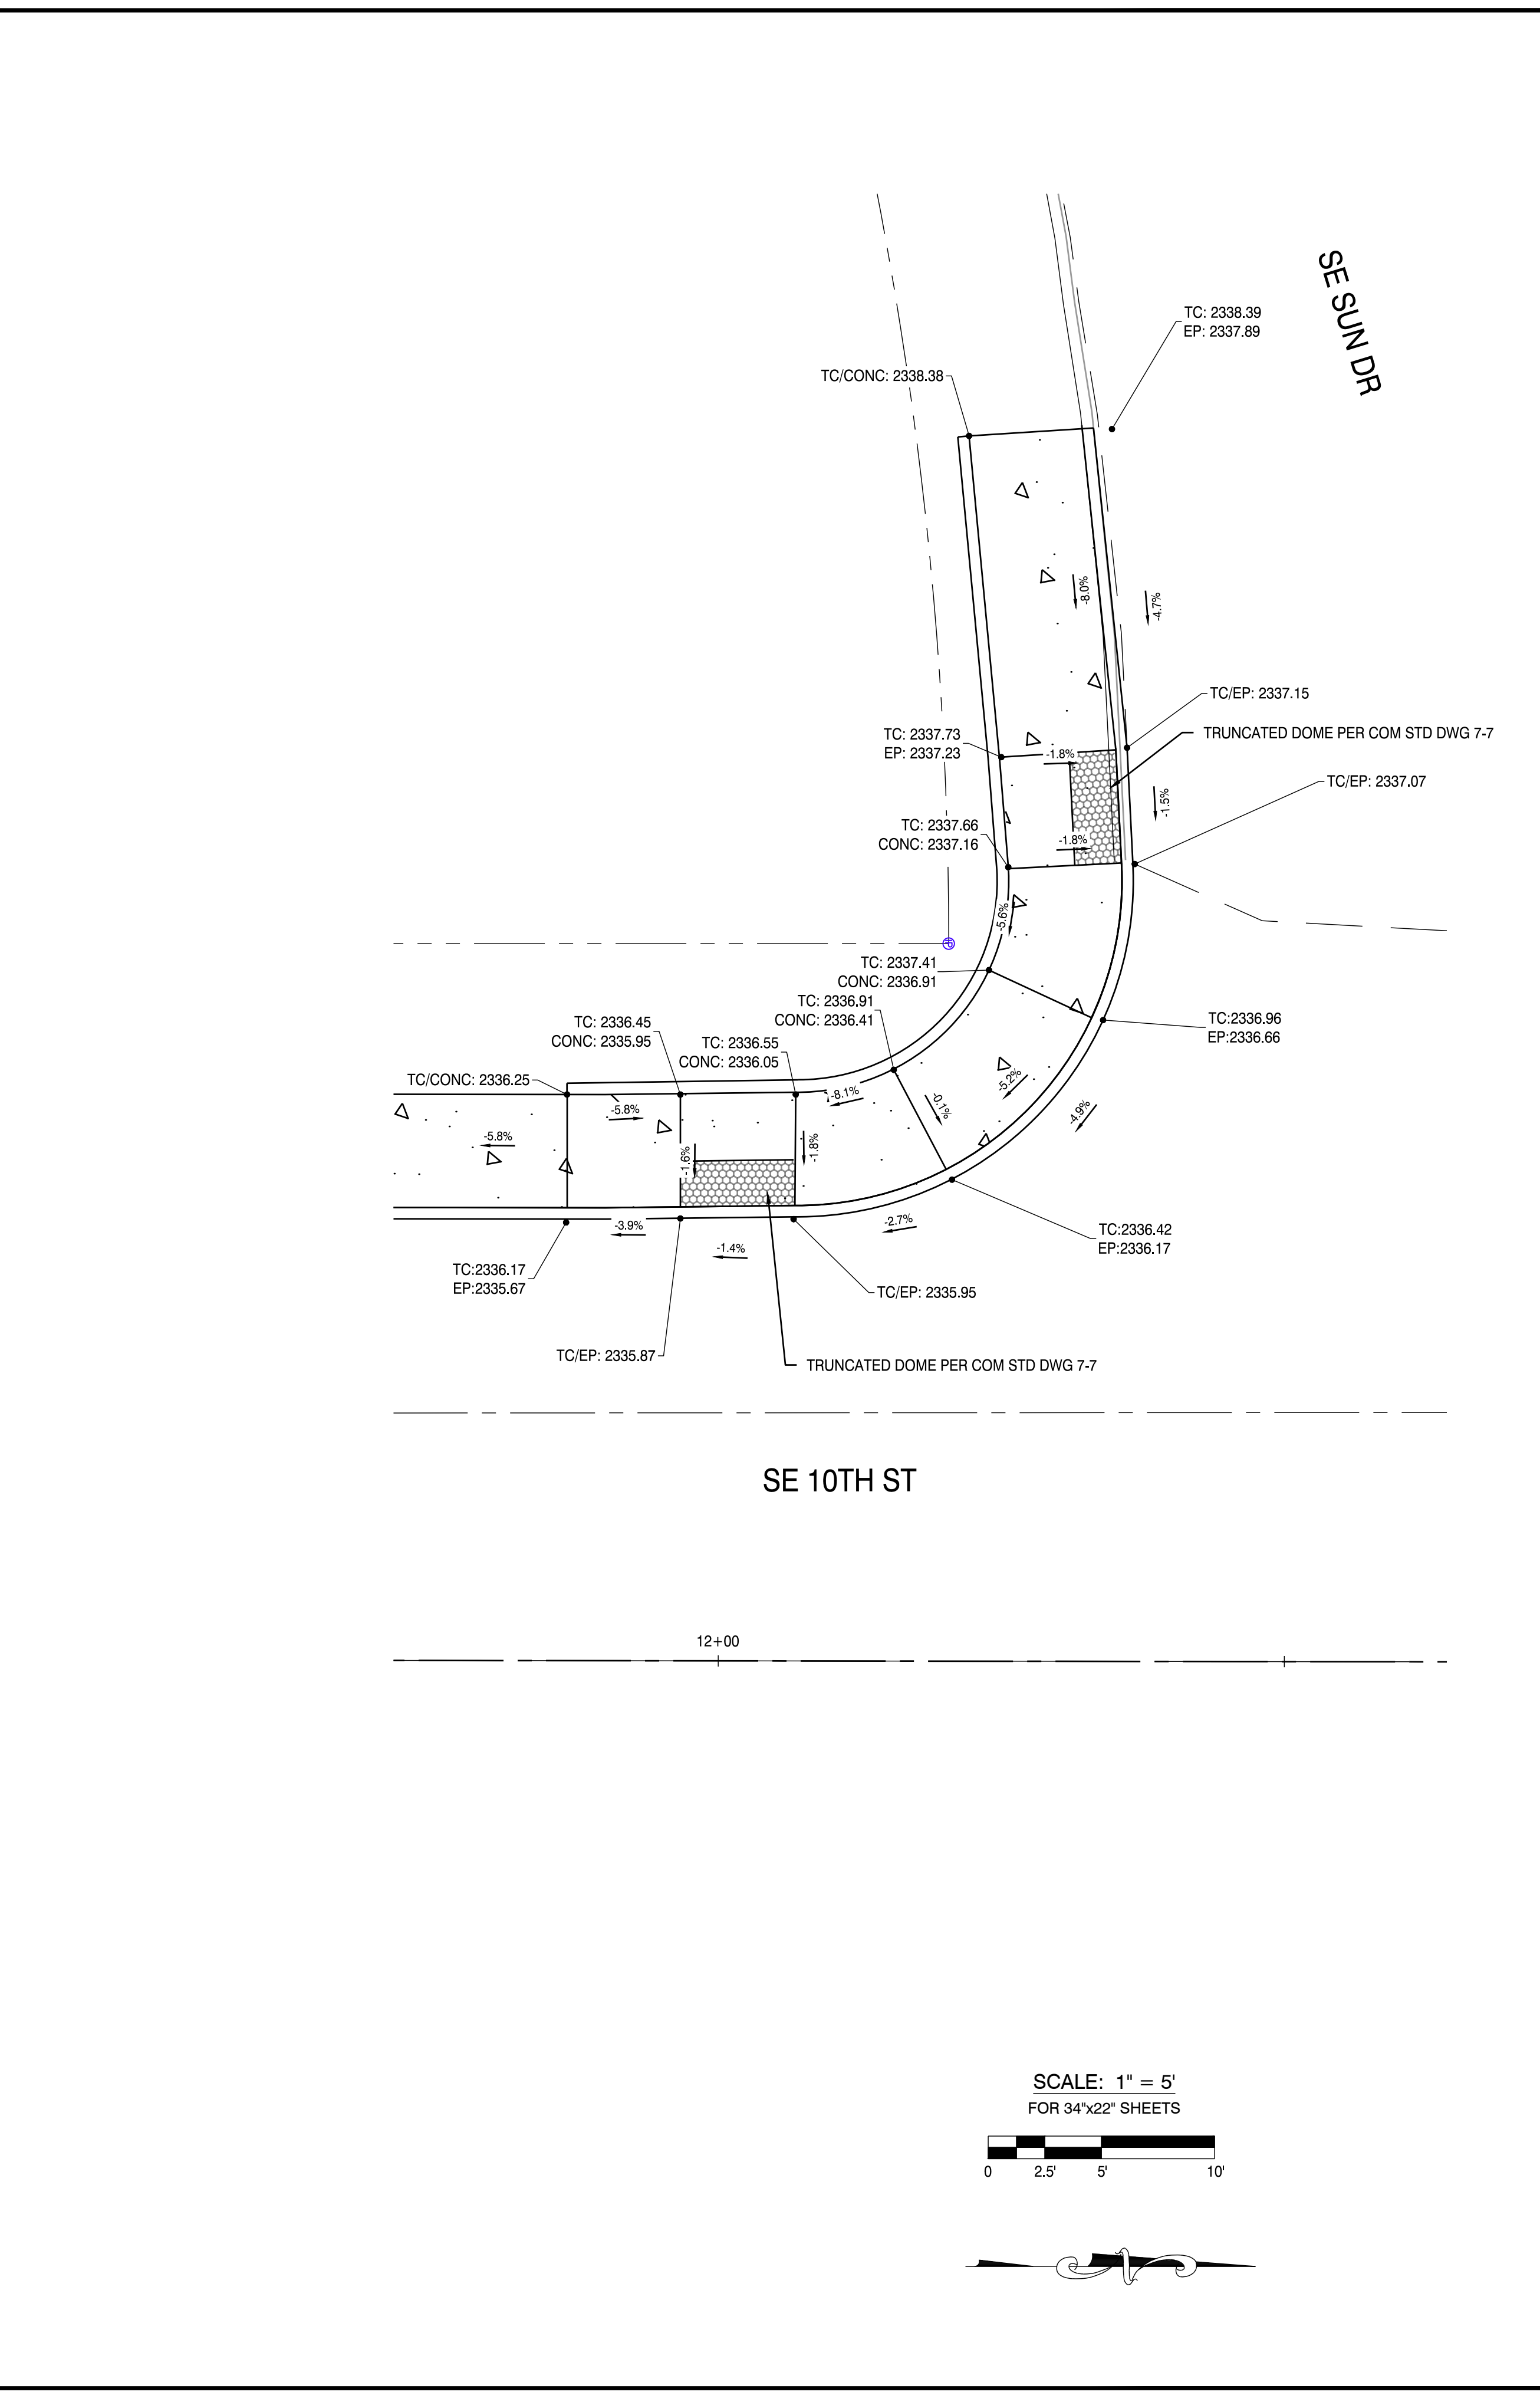 SE SUN DR
TC: 2338.39
EP: 2337.89
TC/CONC: 2338.38
-8.0%
-4.7%
TC/EP: 2337.15
TRUNCATED DOME PER COM STD DWG 7-7
TC: 2337.73
EP: 2337.23
-1.8%
TC/EP: 2337.07
-1.5%
TC: 2337.66
CONC: 2337.16
-1.8%
-5.6%
TC: 2337.41
CONC: 2336.91
TC: 2336.91
CONC: 2336.41
TC:2336.96
EP:2336.66
TC: 2336.45
CONC: 2335.95
TC: 2336.55
CONC: 2336.05
TC/CONC: 2336.25
-5.8%
-8.1%
-0.1%
-5.2%
-4.9%
-5.8%
-1.6%
-1.8%
-3.9%
-1.4%
-2.7%
TC:2336.42
EP:2336.17
TC:2336.17
EP:2335.67
TC/EP: 2335.95
TC/EP: 2335.87
TRUNCATED DOME PER COM STD DWG 7-7
SE 10TH ST
12+00
SCALE: 1" = 5'
FOR 34"x22" SHEETS
0 2.5' 5' 10'